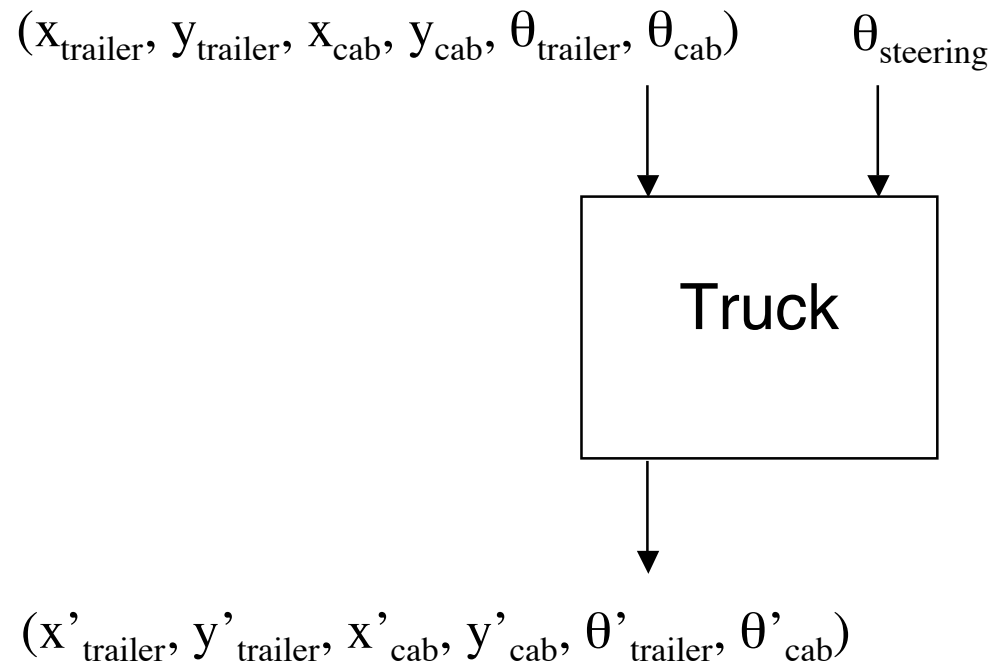 (x_trailer, y_trailer, x_cab, y_cab, θ_trailer, θ_cab) θ_steering
Truck
(x’_trailer, y’_trailer, x’_cab, y’_cab, θ’_trailer, θ’_cab)